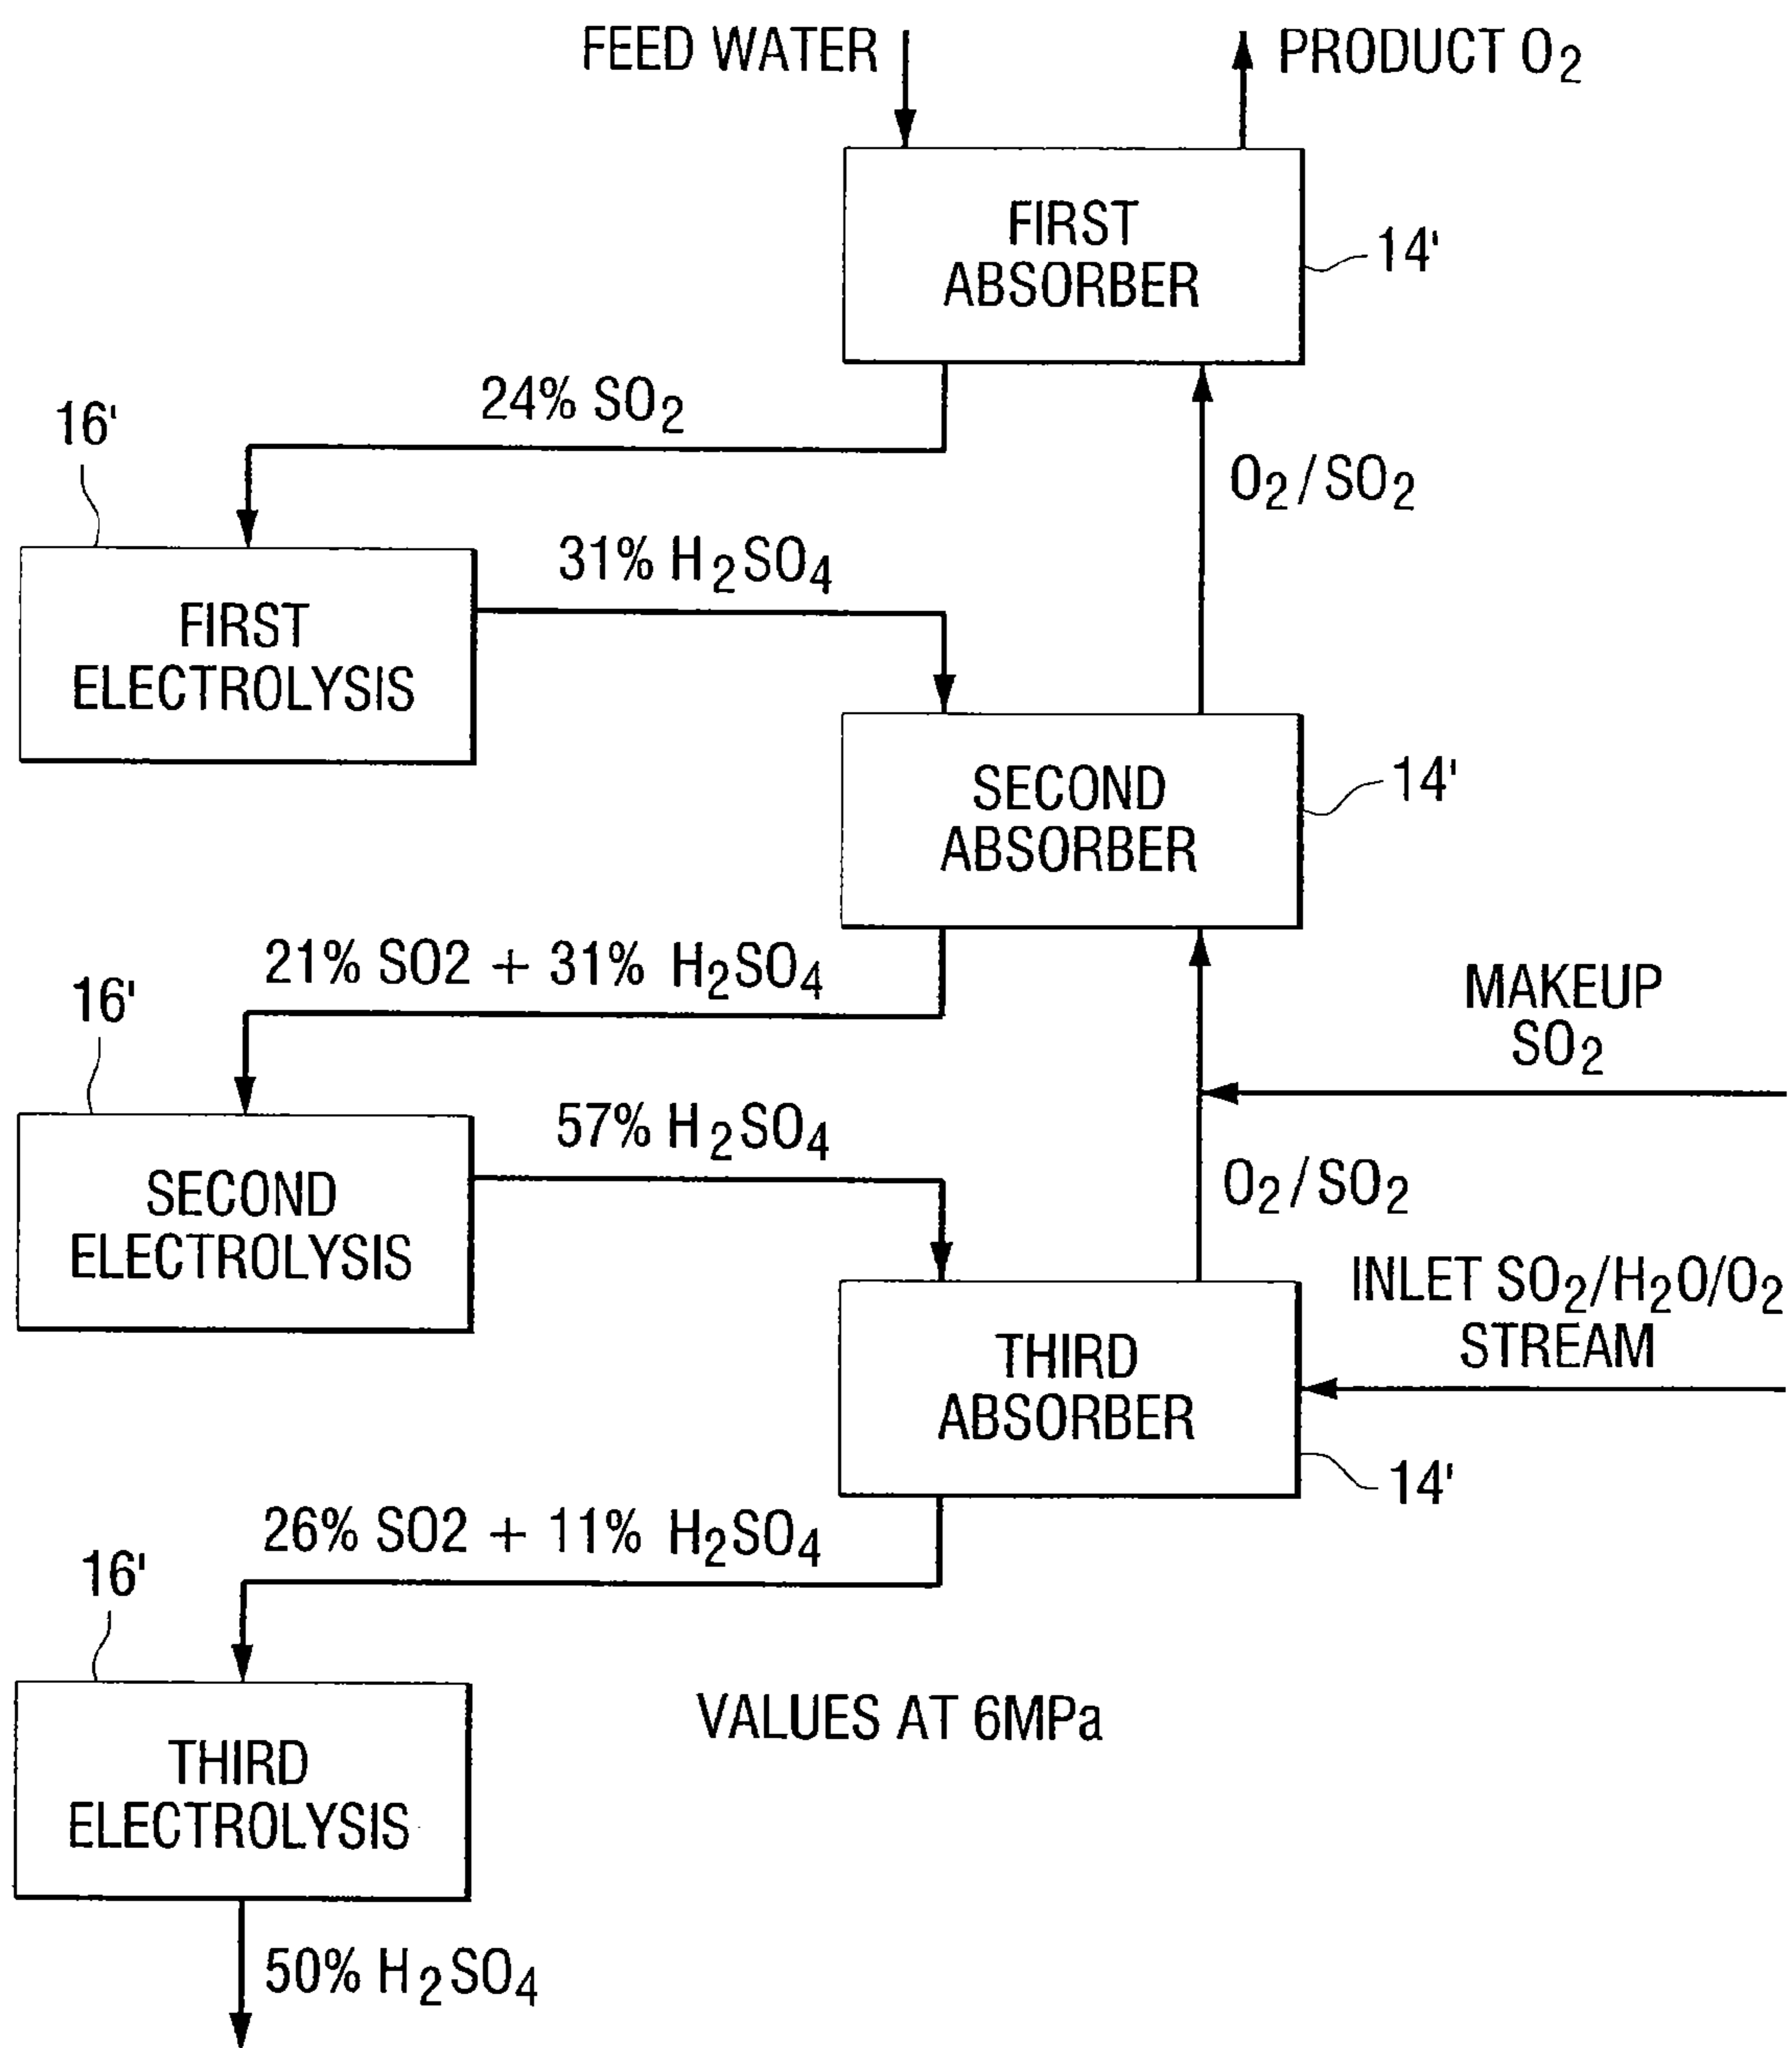 FEED WATER
PRODUCT O2
FIRST
ABSORBER
14'
24% SO2
16'
O2/SO2
31% H2SO4
FIRST
ELECTROLYSIS
SECOND
ABSORBER
14'
21% SO2 + 31% H2SO4
MAKEUP
SO2
16'
57% H2SO4
O2/SO2
SECOND
ELECTROLYSIS
INLET SO2/H2O/O2
STREAM
THIRD
ABSORBER
14'
26% SO2 + 11% H2SO4
16'
VALUES AT 6MPa
THIRD
ELECTROLYSIS
50% H2SO4